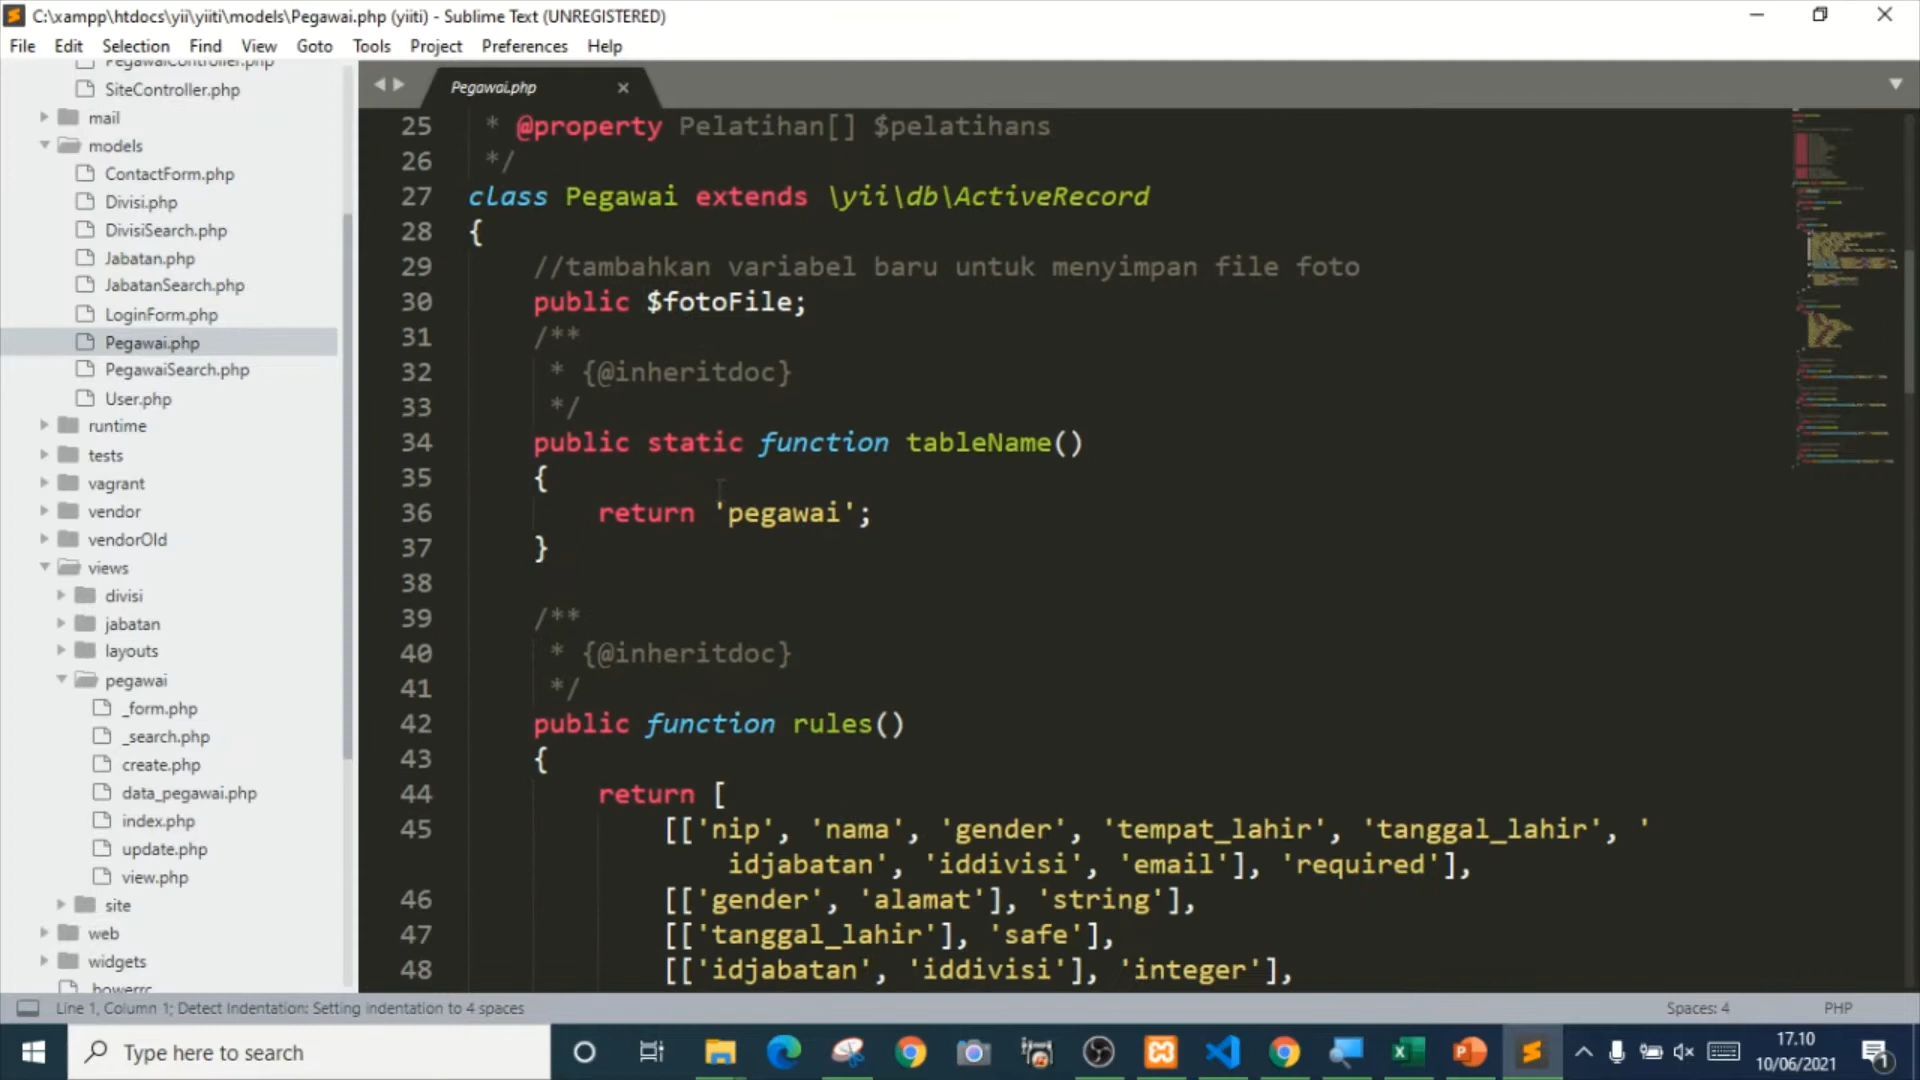 C:\xampp\htdocs\yii\yiiti\models\Pegawai.php (yiiti) - Sublime Text (UNREGISTERED)
File Edit Selection Find View Goto Tools Project Preferences Help
PegawaiController.php
SiteController.php
mail
models
ContactForm.php
Divisi.php
DivisiSearch.php
Jabatan.php
JabatanSearch.php
LoginForm.php
Pegawai.php
PegawaiSearch.php
User.php
runtime
tests
vagrant
vendor
vendorOld
views
divisi
jabatan
layouts
pegawai
_form.php
_search.php
create.php
data_pegawai.php
index.php
update.php
view.php
site
web
widgets
.bowerrc
Pegawai.php
25 * @property Pelatihan[] $pelatihans
26 */
27 class Pegawai extends \yii\db\ActiveRecord
28 {
29 //tambahkan variabel baru untuk menyimpan file foto
30 public $fotoFile;
31 /**
32 * {@inheritdoc}
33 */
34 public static function tableName()
35 {
36 return 'pegawai';
37 }
38
39 /**
40 * {@inheritdoc}
41 */
42 public function rules()
43 {
44 return [
45 [['nip', 'nama', 'gender', 'tempat_lahir', 'tanggal_lahir', '
idjabatan', 'iddivisi', 'email'], 'required'],
46 [['gender', 'alamat'], 'string'],
47 [['tanggal_lahir'], 'safe'],
48 [['idjabatan', 'iddivisi'], 'integer'],
Line 1, Column 1; Detect Indentation: Setting indentation to 4 spaces
Spaces: 4
PHP
Type here to search
17.10
10/06/2021
1